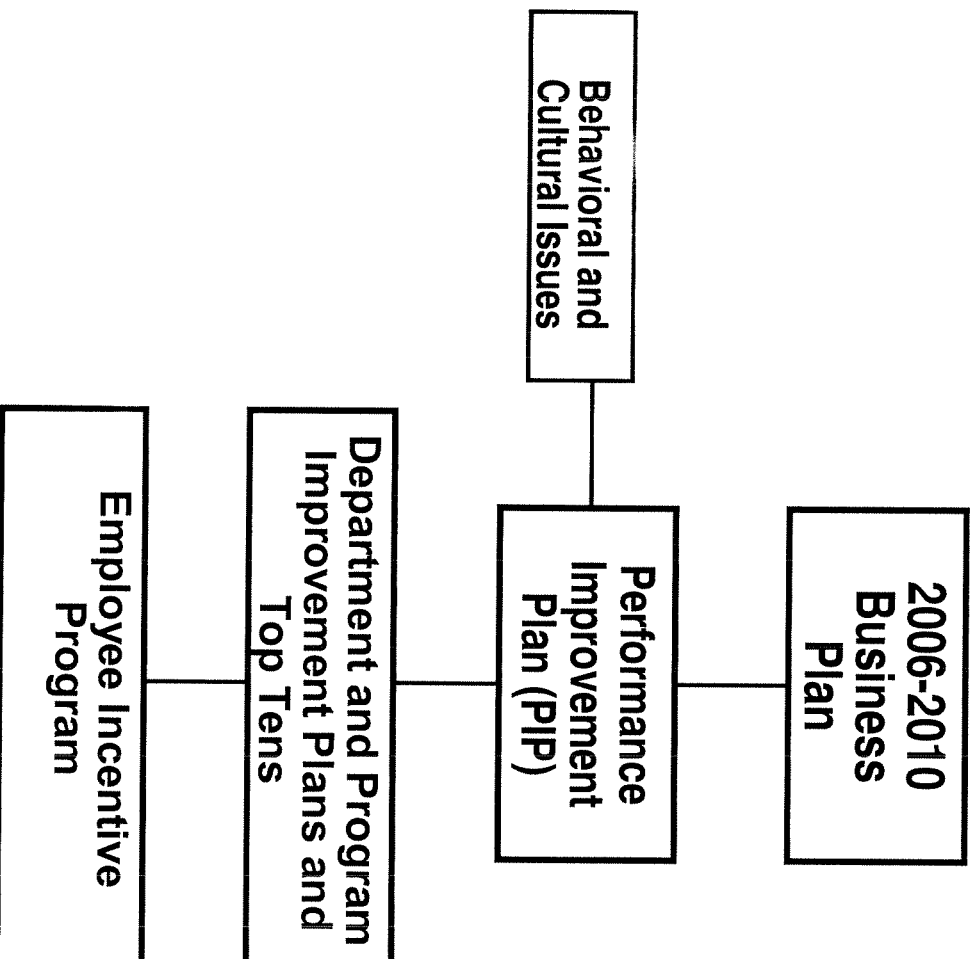 2006-2010
Business
Plan
Performance
Improvement
Plan (PIP)
Behavioral and
Cultural Issues
Department and Program
Improvement Plans and
Top Tens
Employee Incentive
Program